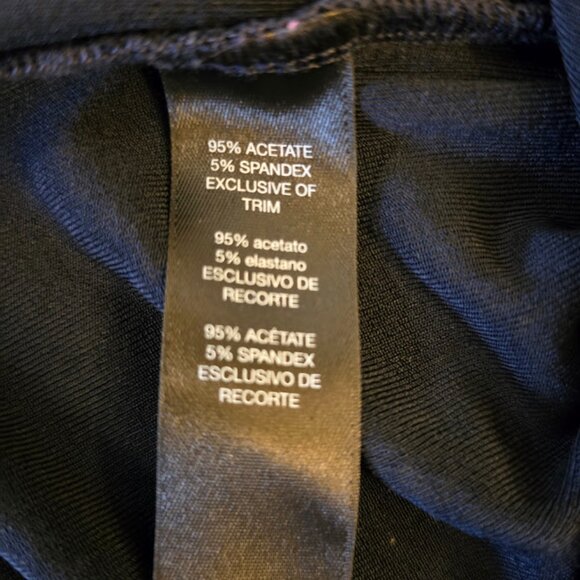 95% ACETATE
5% SPANDEX
EXCLUSIVE OF
TRIM
95% acetato
5% elastano
ESCLUSIVO DE
RECORTE
95% ACÉTATE
5% SPANDEX
ESCLUSIVO DE
RECORTE